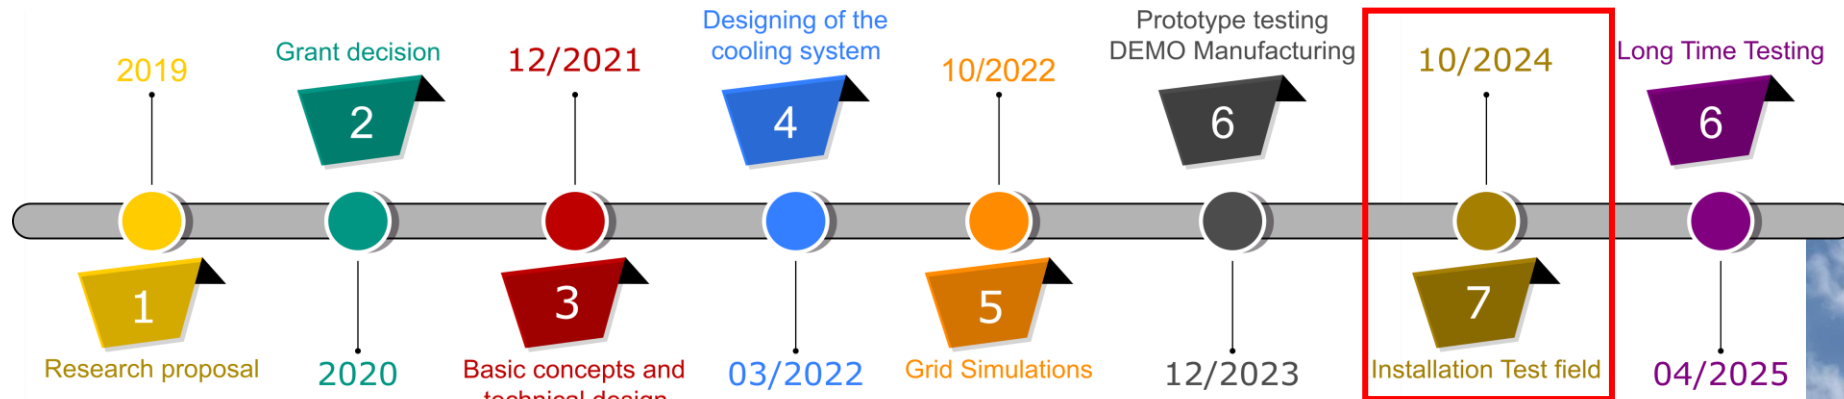 2019
1
Research proposal
Grant decision
2
2020
12/2021
3
Basic concepts and
technical design
Designing of the
cooling system
4
03/2022
10/2022
5
Grid Simulations
Prototype testing
DEMO Manufacturing
6
12/2023
10/2024
7
Installation Test field
Long Time Testing
6
04/2025